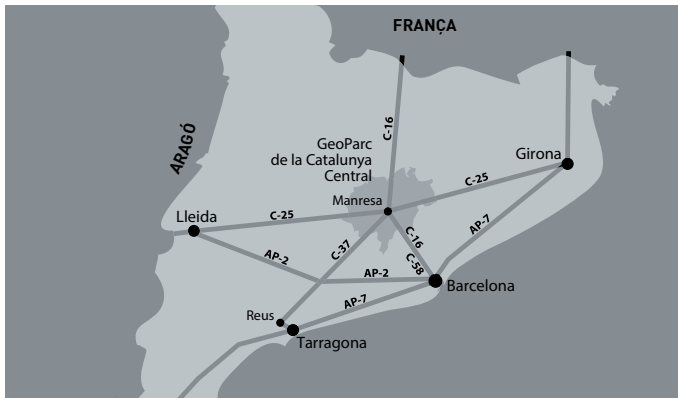 FRANÇA
C-16
ARAGÓ
GeoParc
de la Catalunya
Central
Girona
C-25
Manresa
Lleida
C-25
C-16
AP-7
C-37
AP-2
C-58
AP-2
Barcelona
AP-7
Reus
Tarragona